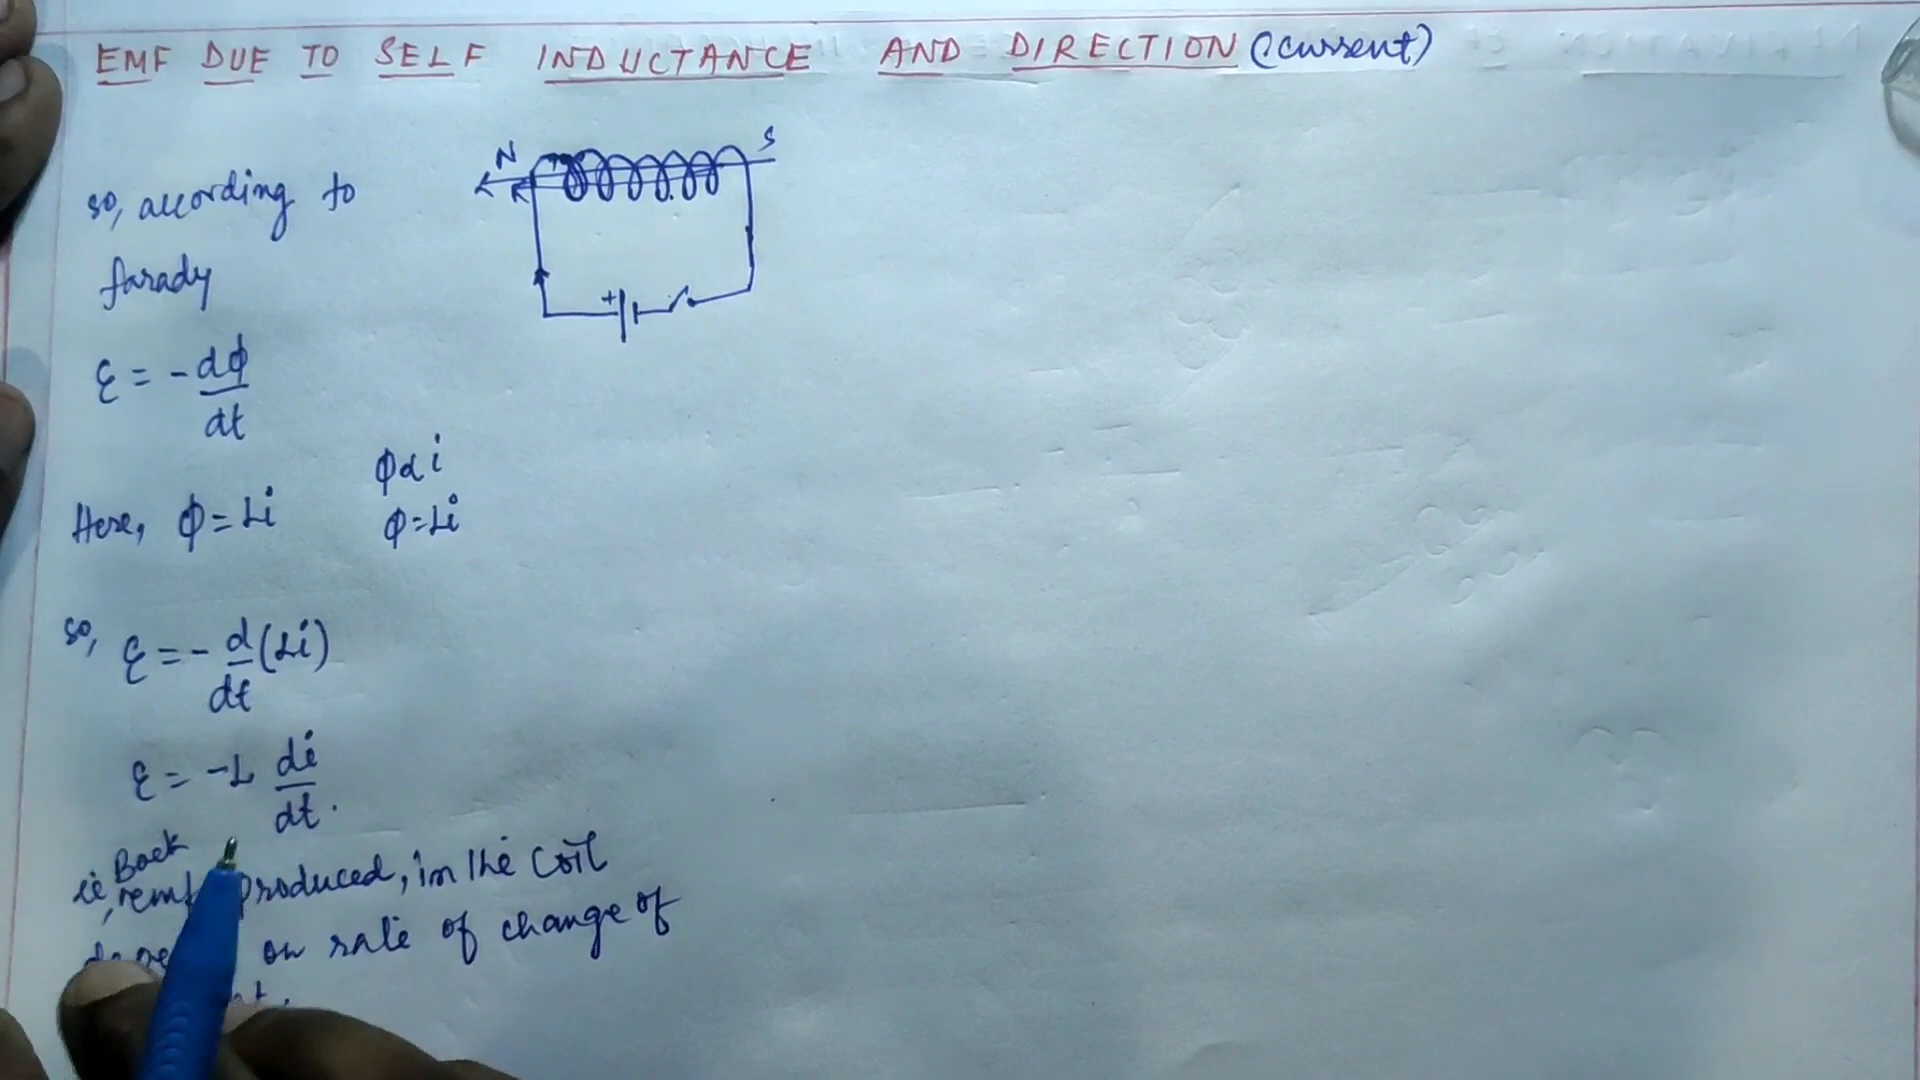 EMF DUE TO SELF INDUCTANCE AND DIRECTION (current)
N S
so, according to
farady
+
ε = -dϕ/dt
ϕ α i
Here, ϕ = Li
ϕ = Li
so, ε = - d/dt (Li)
ε = -L di/dt.
Back
ie, emf produced, in the Coil
on rate of change of